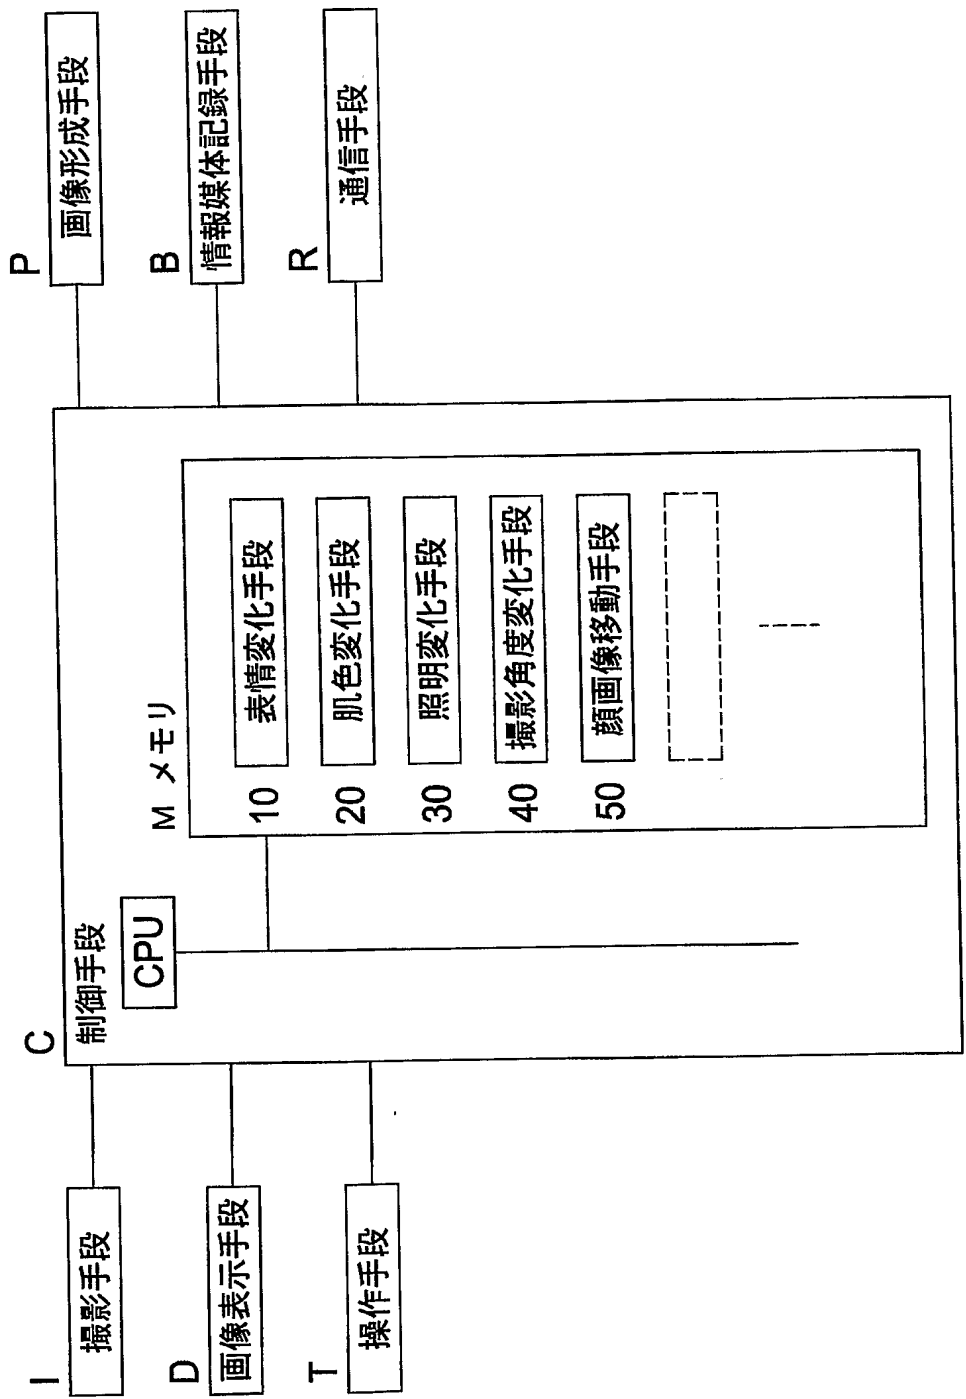 I
撮影手段
D
画像表示手段
T
操作手段
C
制御手段
CPU
M メモリ
10 表情変化手段
20 肌色変化手段
30 照明変化手段
40 撮影角度変化手段
50 顔画像移動手段
P
画像形成手段
B
情報媒体記録手段
R
通信手段